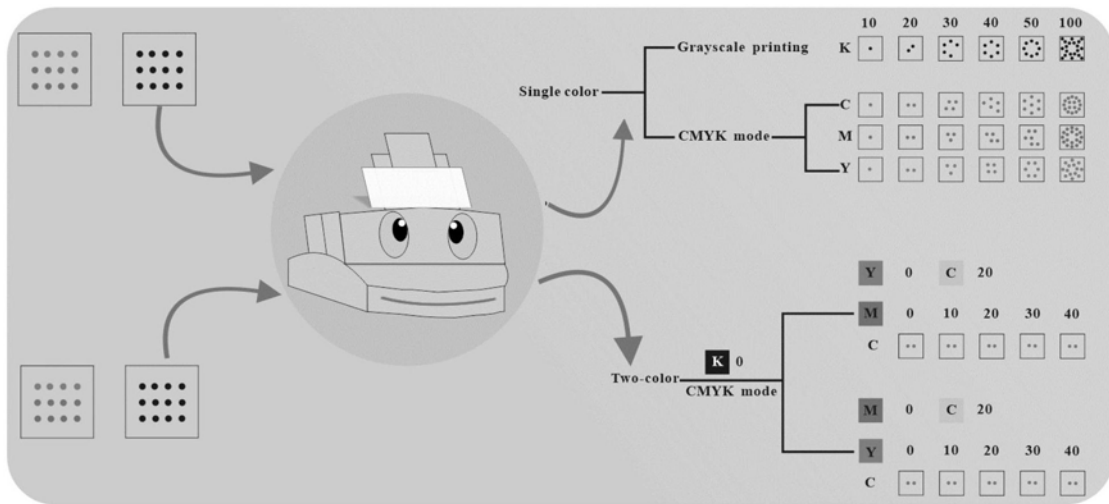 10 20 30 40 50 100
Grayscale printing K
Single color
C
CMYK mode M
Y
Y 0 C 20
M 0 10 20 30 40
C
K 0
Two-color
CMYK mode
M 0 C 20
Y 0 10 20 30 40
C